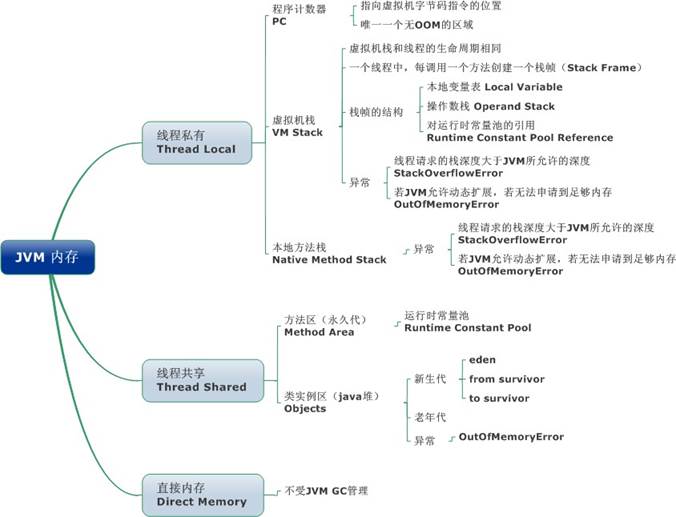 JVM 内存
线程私有
Thread Local
程序计数器
PC
指向虚拟机字节码指令的位置
唯一一个无OOM的区域
虚拟机栈
VM Stack
虚拟机栈和线程的生命周期相同
一个线程中，每调用一个方法创建一个栈帧（Stack Frame）
栈帧的结构
本地变量表 Local Variable
操作数栈 Operand Stack
对运行时常量池的引用
Runtime Constant Pool Reference
异常
线程请求的栈深度大于JVM所允许的深度
StackOverflowError
若JVM允许动态扩展，若无法申请到足够内存
OutOfMemoryError
本地方法栈
Native Method Stack
异常
线程请求的栈深度大于JVM所允许的深度
StackOverflowError
若JVM允许动态扩展，若无法申请到足够内存
OutOfMemoryError
线程共享
Thread Shared
方法区（永久代）
Method Area
运行时常量池
Runtime Constant Pool
类实例区（java堆）
Objects
新生代
eden
from survivor
to survivor
老年代
异常
OutOfMemoryError
直接内存
Direct Memory
不受JVM GC管理